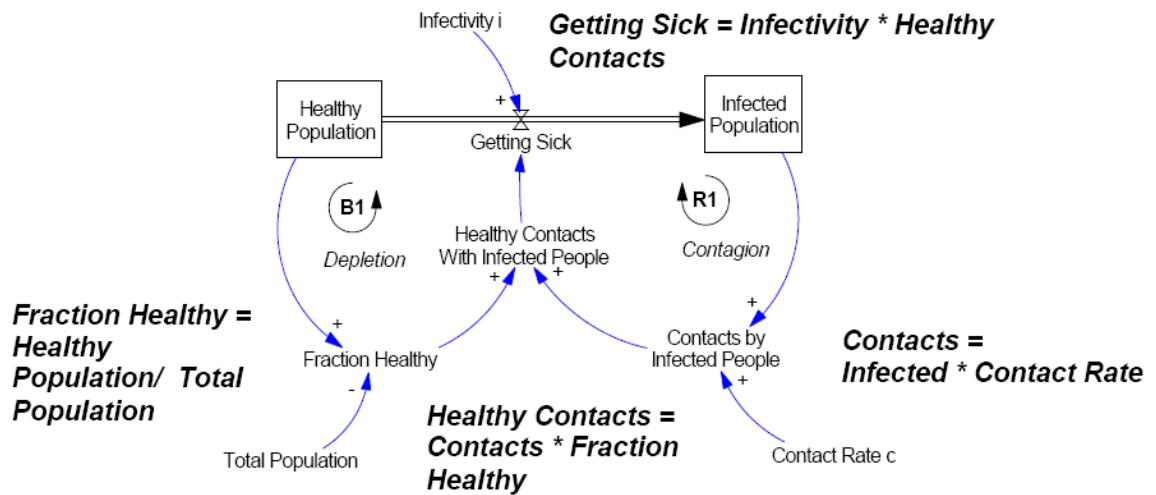 Infectivity i
Getting Sick = Infectivity * Healthy
Contacts
Healthy
Population
+
Getting Sick
Infected
Population
B1
Depletion
R1
Contagion
Healthy Contacts
With Infected People
+
+
Fraction Healthy =
Healthy
Population/ Total
Population
+
Fraction Healthy
-
Total Population
+
Contacts by
Infected People
+
Contacts =
Infected * Contact Rate
Healthy Contacts =
Contacts * Fraction
Healthy
Contact Rate c